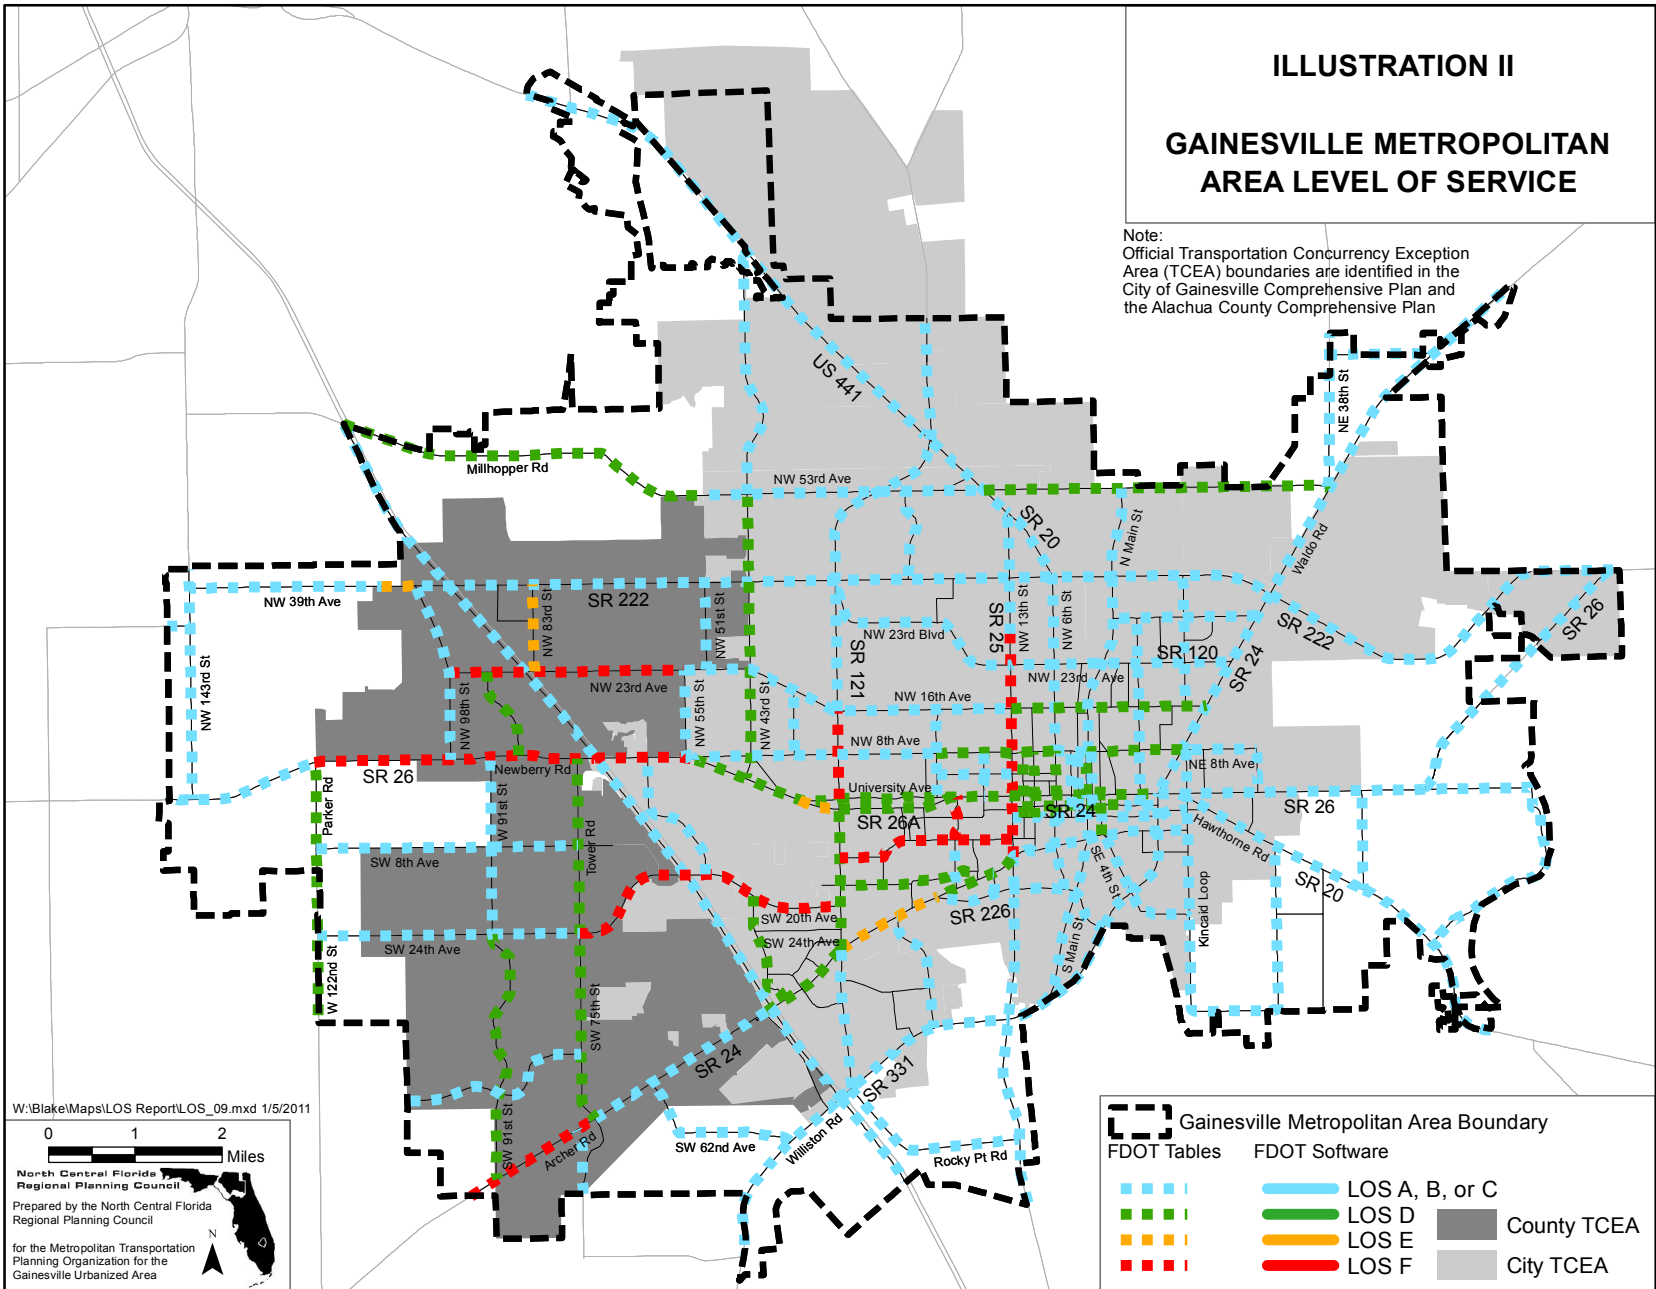 ILLUSTRATION II
GAINESVILLE METROPOLITAN
AREA LEVEL OF SERVICE
Note:
Official Transportation Concurrency Exception
Area (TCEA) boundaries are identified in the
City of Gainesville Comprehensive Plan and
the Alachua County Comprehensive Plan
US 441
NE 38th St
Millhopper Rd
NW 53rd Ave
SR 20
N Main St
Waldo Rd
NW 39th Ave
SR 222
NW 83rd St
NW 51st St
NW 23rd Blvd
SR 25
NW 13th St
NW 6th St
SR 120
SR 222
SR 26
SR 24
NW 143rd St
NW 98th St
NW 23rd Ave
NW 55th St
NW 43rd St
SR 121
NW 16th Ave
NW 23rd Ave
NW 8th Ave
NE 8th Ave
SR 26
Newberry Rd
Parker Rd
W 91st St
Tower Rd
University Ave
SR 26A
SR 24
SR 26
Hawthorne Rd
SW 8th Ave
SE 4th St
SR 20
Kincaid Loop
SW 20th Ave
SR 226
SW 24th Ave
SW 24th Ave
S Main St
W 122nd St
SW 75th St
SR 24
SR 331
SW 91st St
Archer Rd
SW 62nd Ave
Williston Rd
Rocky Pt Rd
W:\Blake\Maps\LOS Report\LOS_09.mxd 1/5/2011
0 1 2
Miles
North Central Florida
Regional Planning Council
Prepared by the North Central Florida
Regional Planning Council
N
for the Metropolitan Transportation
Planning Organization for the
Gainesville Urbanized Area
Gainesville Metropolitan Area Boundary
FDOT Tables FDOT Software
LOS A, B, or C
LOS D
LOS E
LOS F
County TCEA
City TCEA